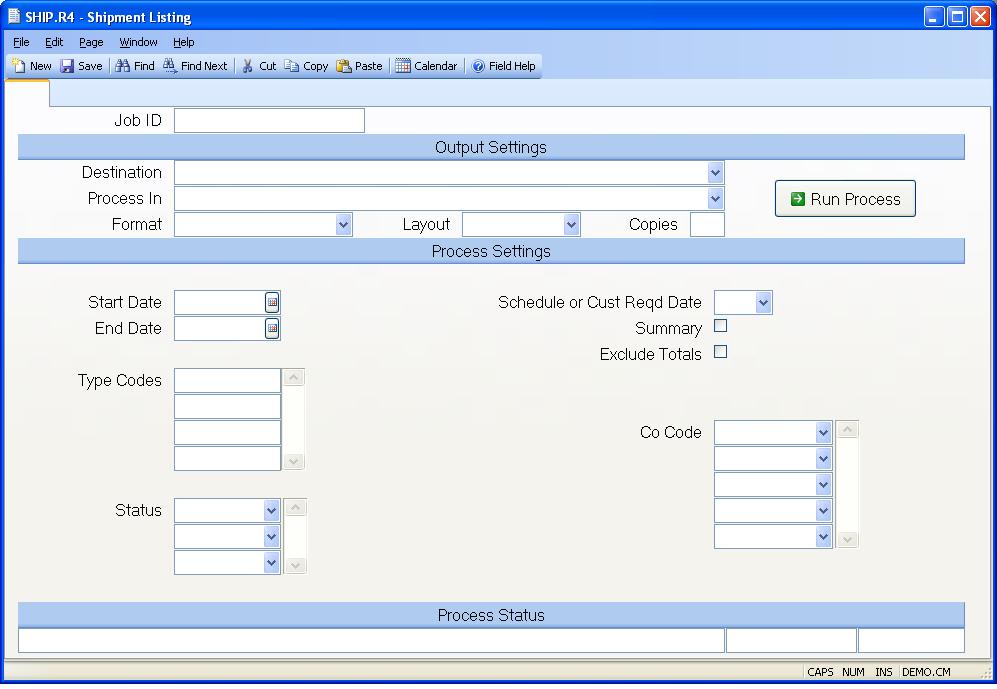 SHIP.R4 - Shipment Listing
File Edit Page Window Help
New Save Find Find Next Cut Copy Paste Calendar Field Help
Job ID
Output Settings
Destination
Process In
Run Process
Format Layout Copies
Process Settings
Start Date Schedule or Cust Reqd Date
End Date Summary
Exclude Totals
Type Codes
Co Code
Status
Process Status
CAPS NUM INS DEMO.CM